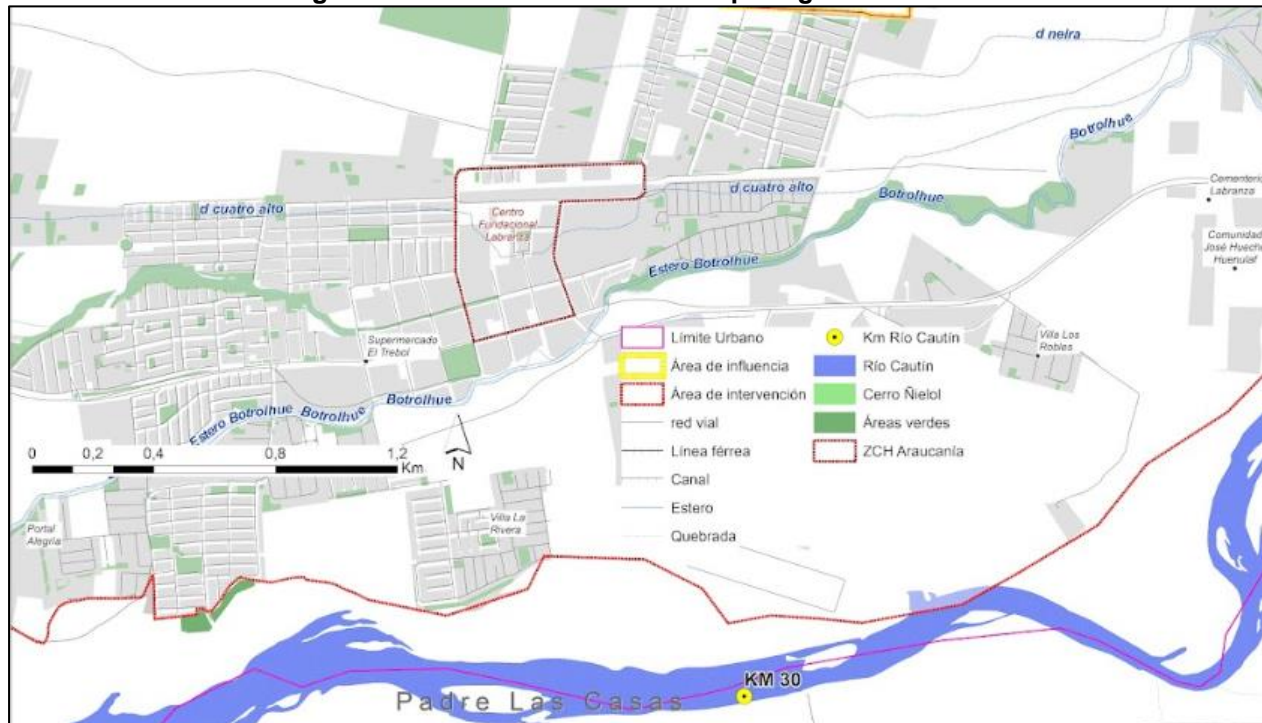 d neira
Botrolhue
Cementerio
Labranza
Comunidad
José Huecho
Huenulaf
d cuatro alto
Centro
Fundacional
Labranza
d cuatro alto
Botrolhue
Estero Botrolhue
Supermercado
El Trebol
Villa Los
Robles
Estero Botrolhue
Botrolhue
Botrolhue
0 0,2 0,4 0,8 1,2
Km
N
Límite Urbano
Área de influencia
Área de intervención
red vial
Línea férrea
Canal
Estero
Quebrada
Km Río Cautín
Río Cautín
Cerro Ñielol
Áreas verdes
ZCH Araucanía
Portal
Alegría
Villa La
Rivera
KM 30
Padre Las Casas